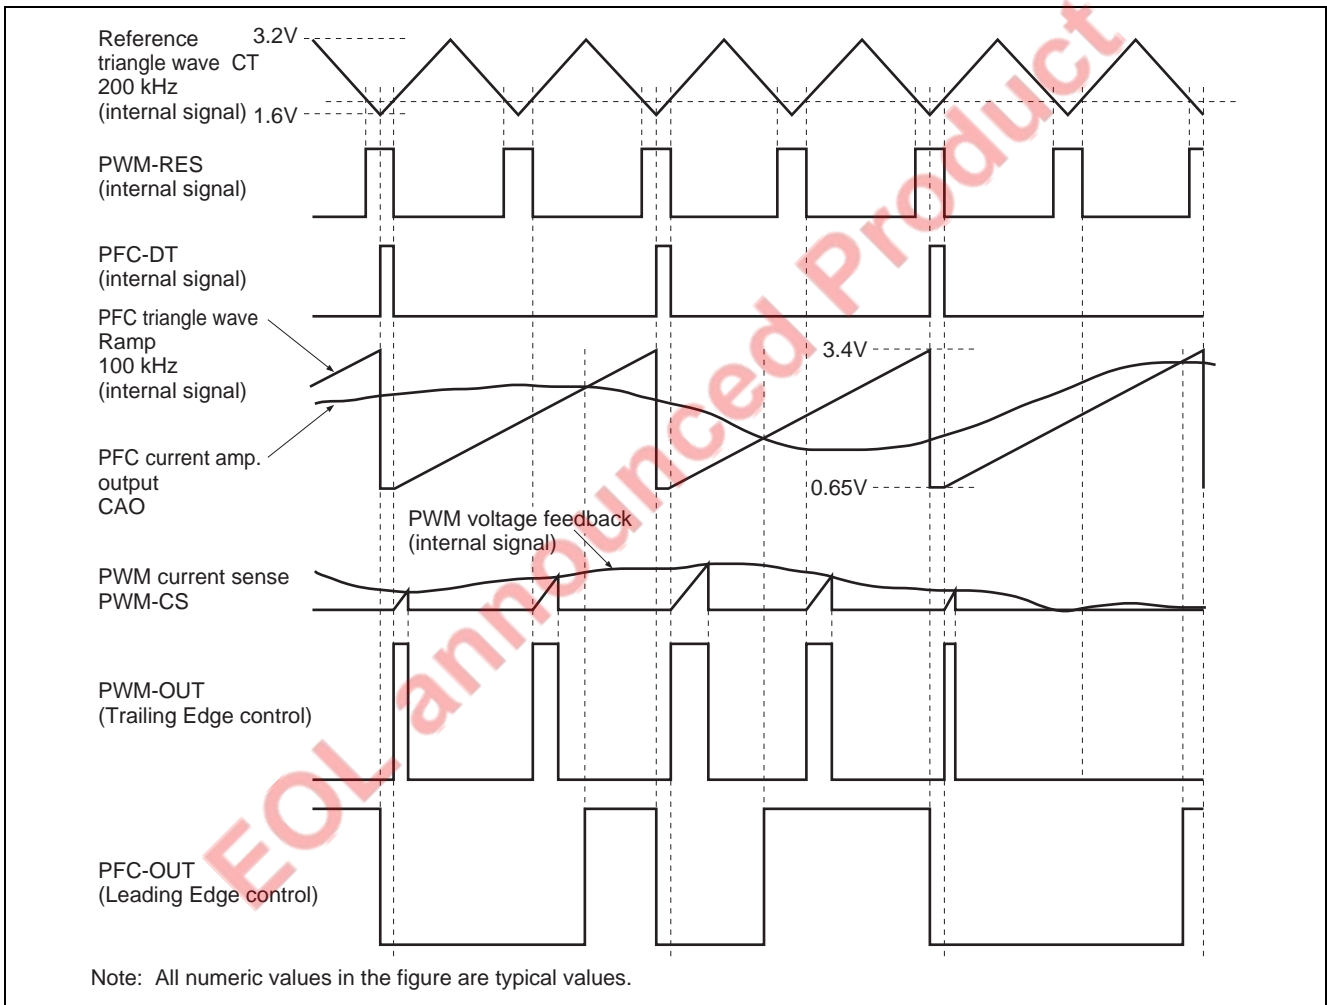 Reference
triangle wave CT
200 kHz
(internal signal)
3.2V
1.6V
PWM-RES
(internal signal)
PFC-DT
(internal signal)
PFC triangle wave
Ramp
100 kHz
(internal signal)
3.4V
PFC current amp.
output
CAO
0.65V
PWM voltage feedback
(internal signal)
PWM current sense
PWM-CS
PWM-OUT
(Trailing Edge control)
PFC-OUT
(Leading Edge control)
Note: All numeric values in the figure are typical values.
EOL announced Product